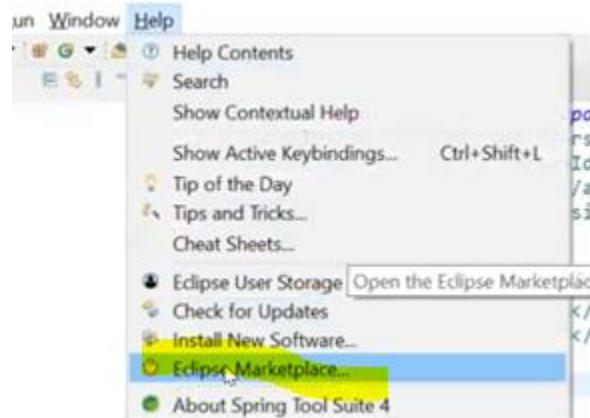 un Window Help
Help Contents
Search
Show Contextual Help
Show Active Keybindings... Ctrl+Shift+L
Tip of the Day
Tips and Tricks...
Cheat Sheets...
Eclipse User Storage
Open the Eclipse Marketplac
Check for Updates
Install New Software...
Eclipse Marketplace...
About Spring Tool Suite 4